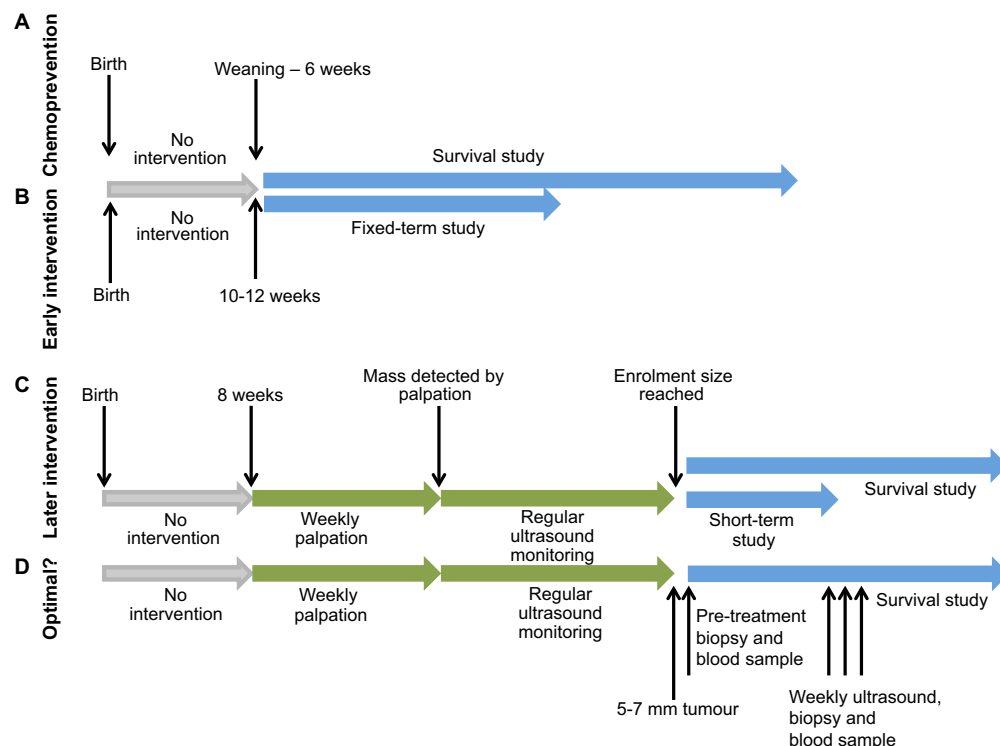 A
Chemoprevention
Birth
Weaning – 6 weeks
No
intervention
Survival study
B
Early intervention
No
intervention
Fixed-term study
Birth
10-12 weeks
C
Later intervention
Birth
8 weeks
Mass detected by
palpation
Enrolment size
reached
No
intervention
Weekly
palpation
Regular
ultrasound
monitoring
Survival study
Short-term
study
D
Optimal?
No
intervention
Weekly
palpation
Regular
ultrasound
monitoring
Survival study
Pre-treatment
biopsy and
blood sample
5-7 mm tumour
Weekly ultrasound,
biopsy and
blood sample